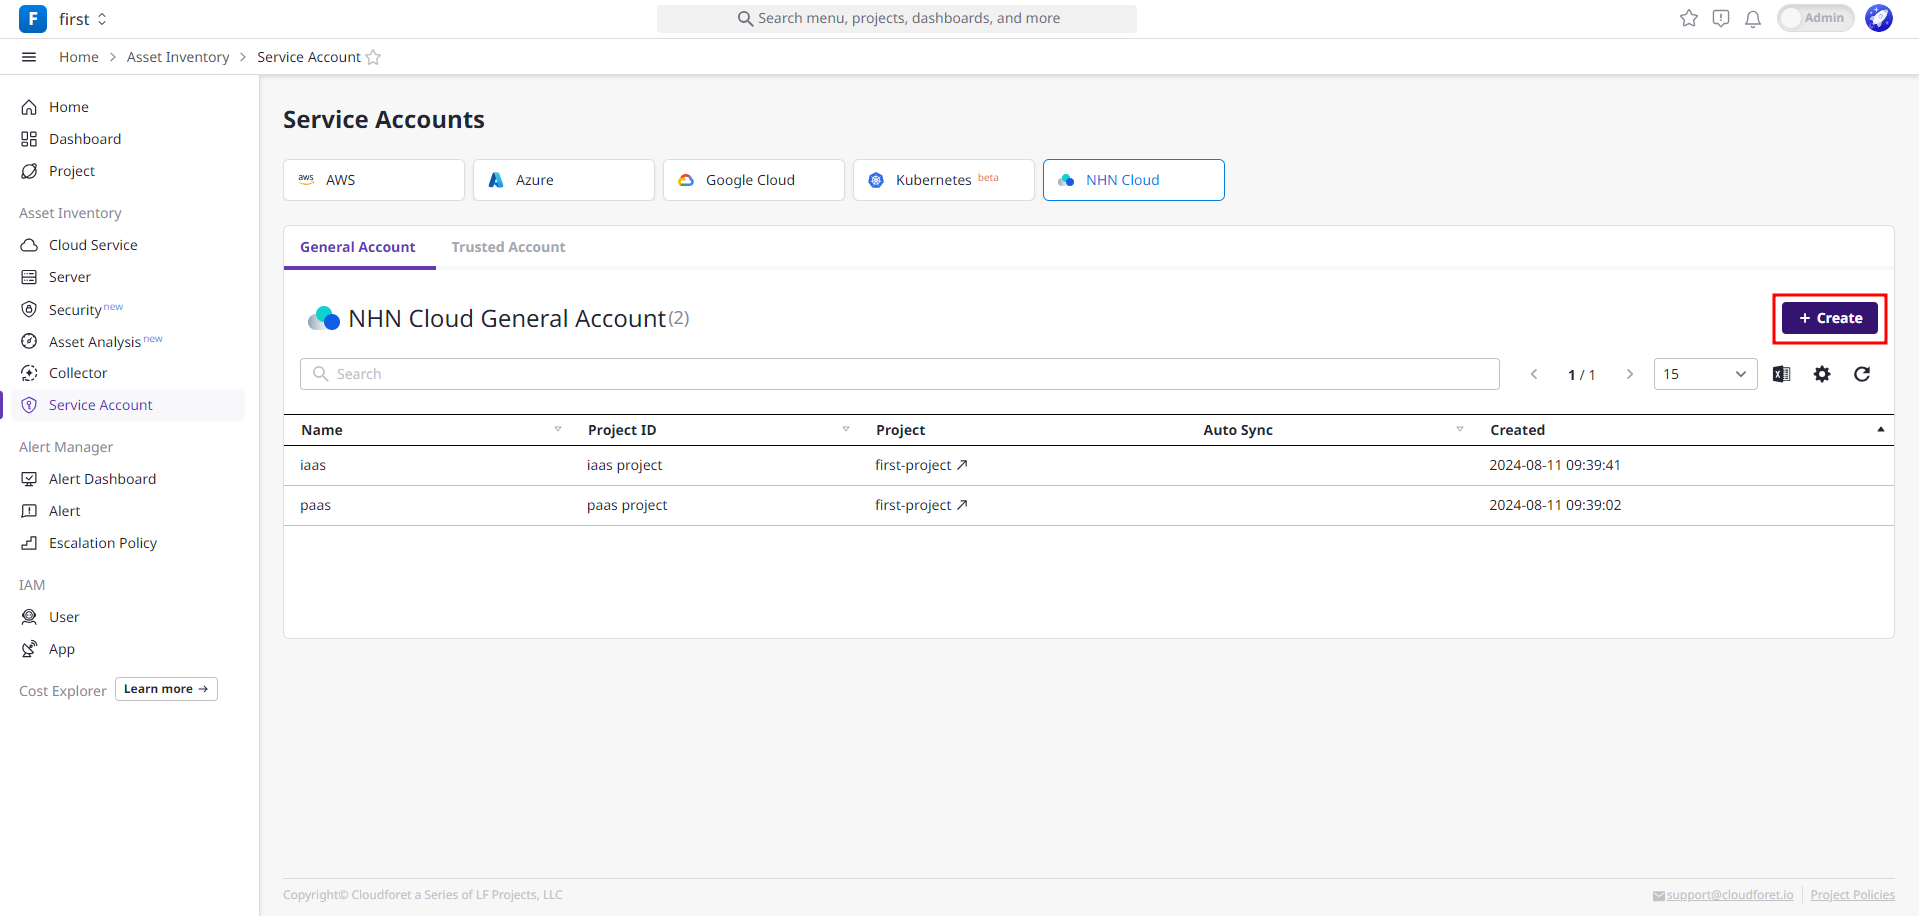 F first
Search menu, projects, dashboards, and more
Admin
Home > Asset Inventory > Service Account
Home
Dashboard
Project
Asset Inventory
Cloud Service
Server
Security new
Asset Analysis new
Collector
Service Account
Alert Manager
Alert Dashboard
Alert
Escalation Policy
IAM
User
App
Cost Explorer Learn more →
Service Accounts
aws AWS
Azure
Google Cloud
Kubernetes beta
NHN Cloud
General Account Trusted Account
NHN Cloud General Account (2)
+ Create
Search
1 / 1
15
Name Project ID Project Auto Sync Created
iaas iaas project first-project 2024-08-11 09:39:41
paas paas project first-project 2024-08-11 09:39:02
Copyright© Cloudforet a Series of LF Projects, LLC
support@cloudforet.io | Project Policies